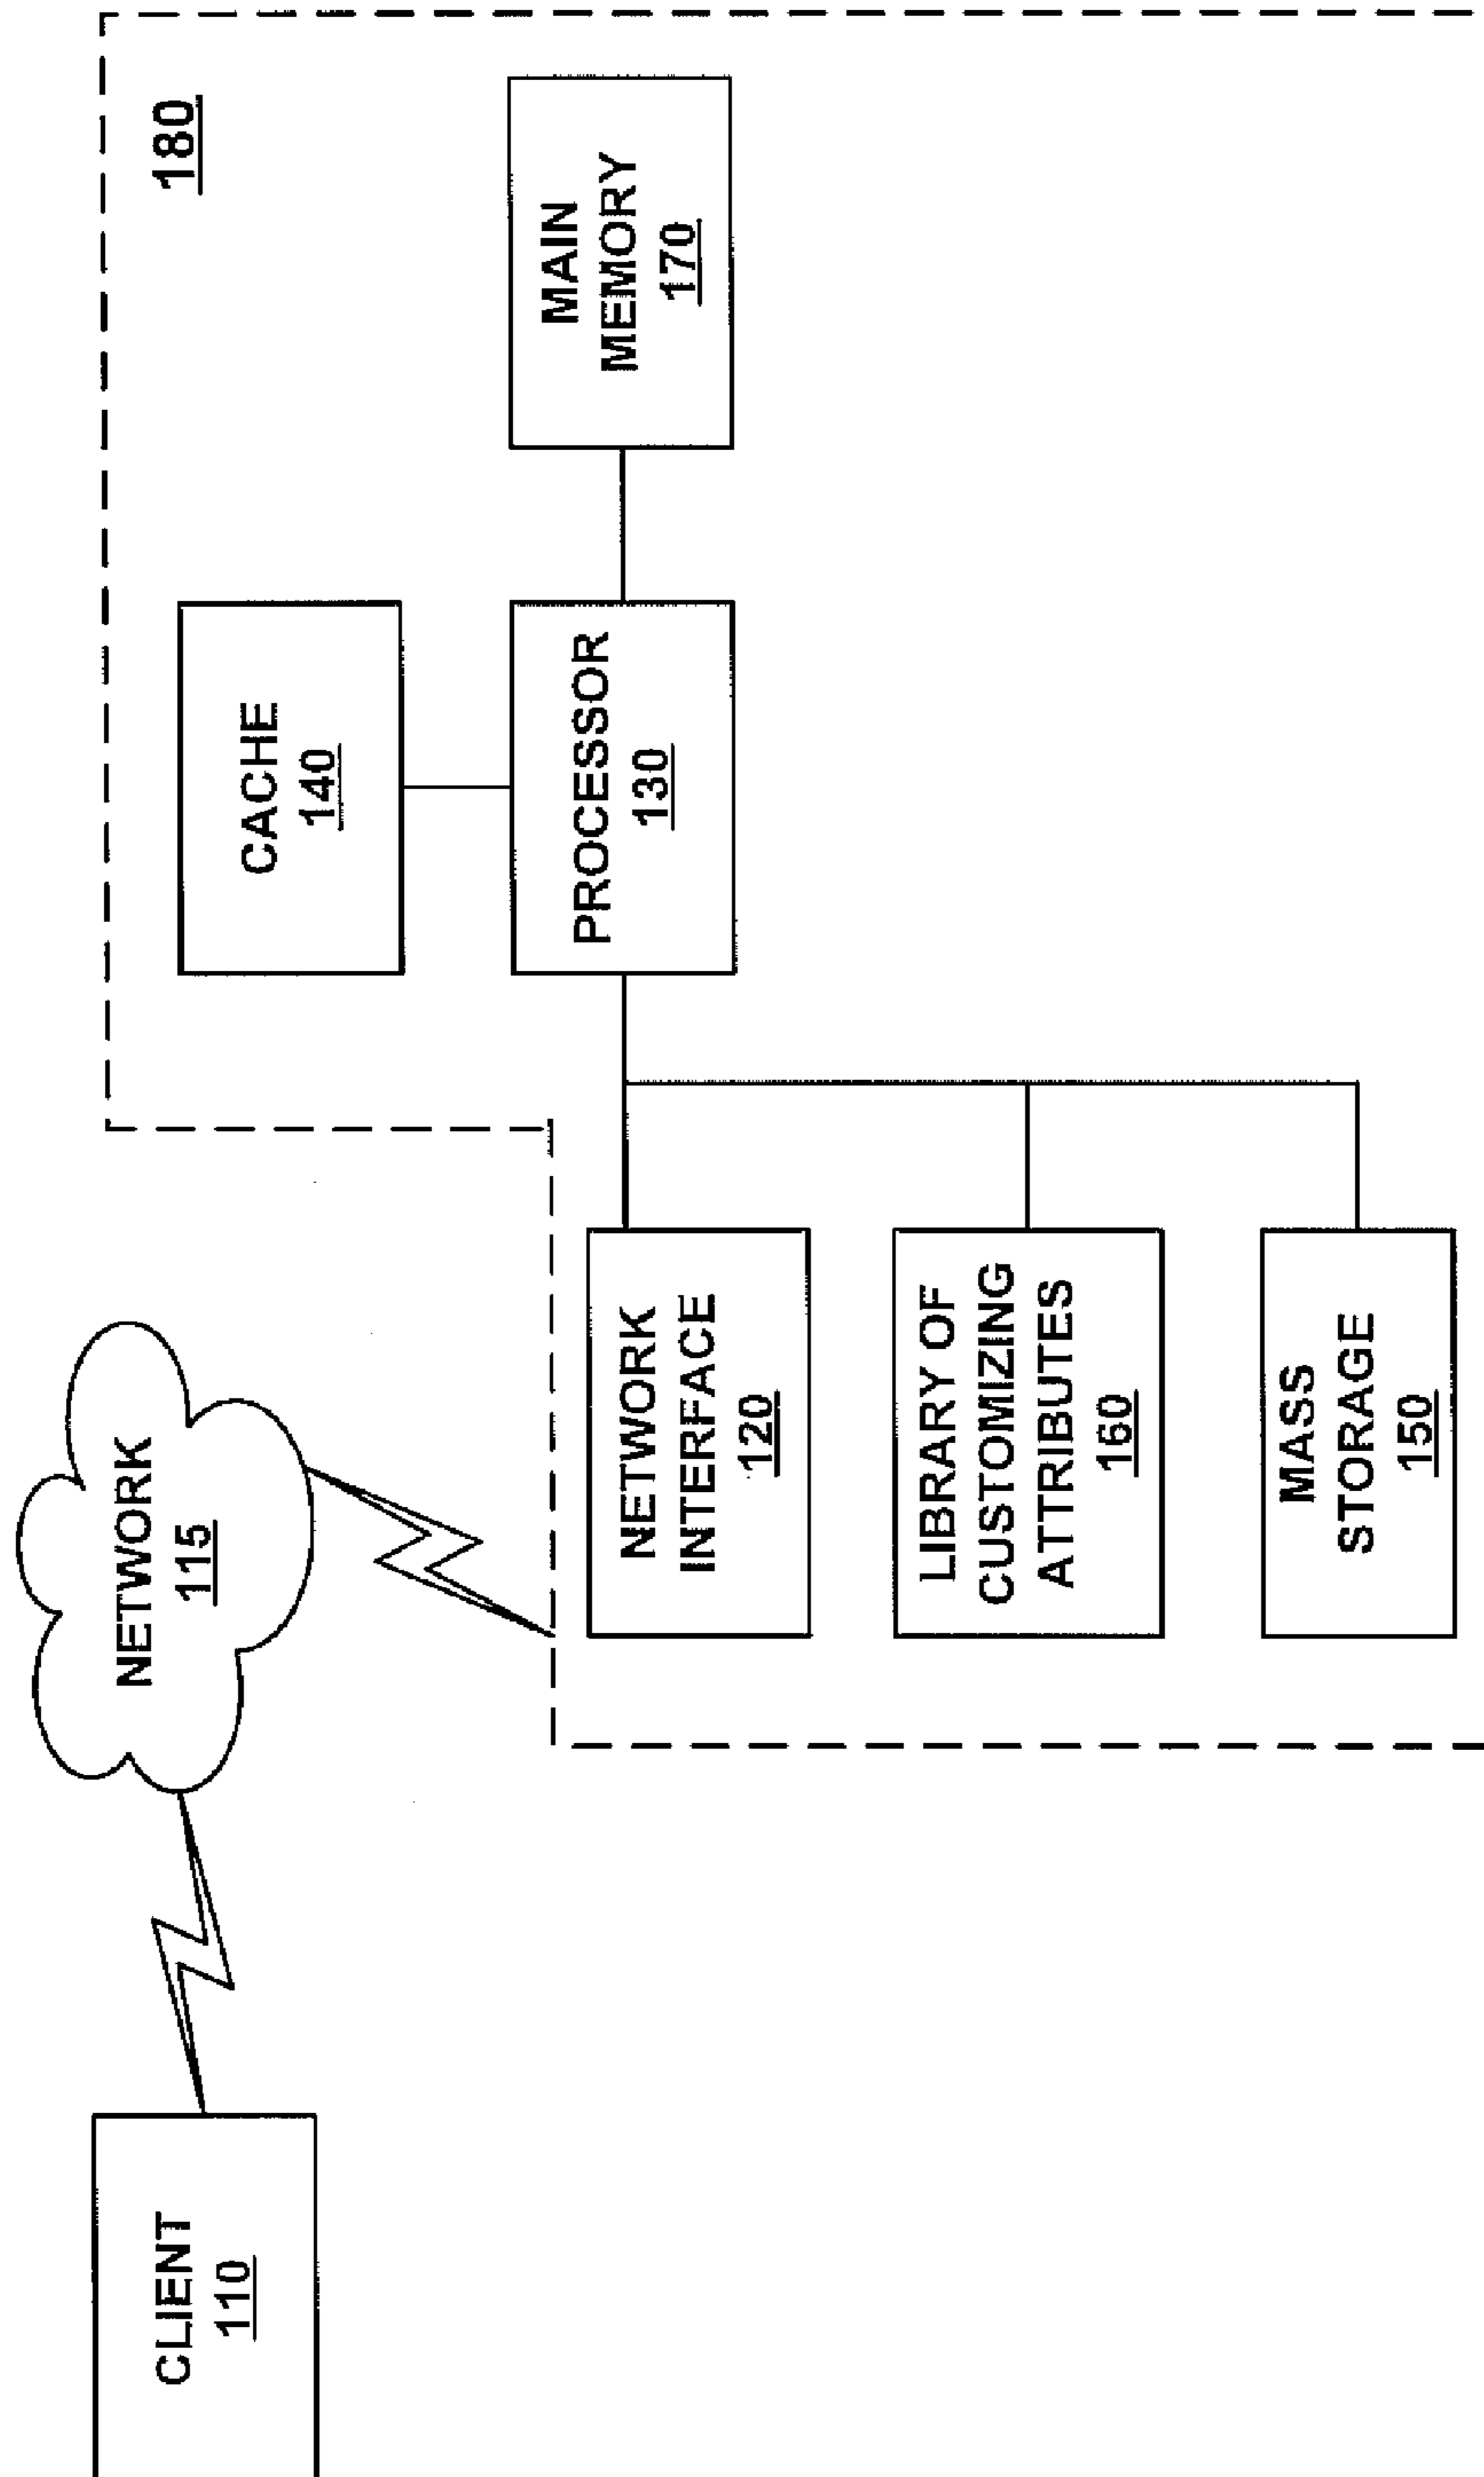 CLIENT
110
NETWORK
115
180
CACHE
140
NETWORK
INTERFACE
120
PROCESSOR
130
MAIN
MEMORY
170
LIBRARY OF
CUSTOMIZING
ATTRIBUTES
160
MASS
STORAGE
150